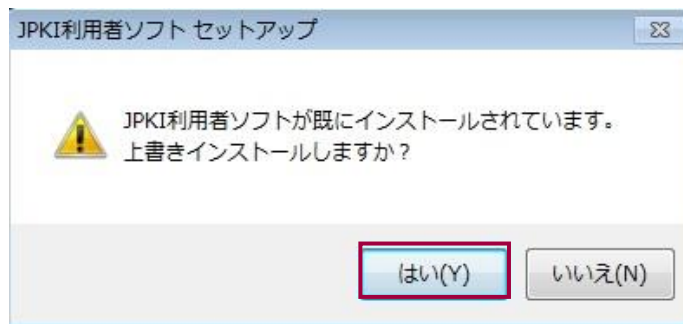 JPKI利用者ソフト セットアップ
JPKI利用者ソフトが既にインストールされています。
上書きインストールしますか？
はい(Y)
いいえ(N)